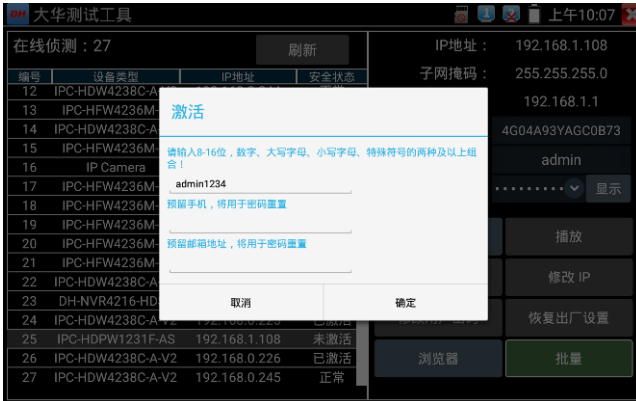 DH 大华测试工具
上午10:07
在线侦测：27
刷新
编号 设备类型 IP地址 安全状态
12 IPC-HDW4238C-A
13 IPC-HFW4236M-
14 IPC-HDW4238C-A
15 IPC-HFW4236M-
16 IP Camera
17 IPC-HFW4236M-
18 IPC-HFW4236M-
19 IPC-HFW4236M-
20 IPC-HFW4236M-
21 IPC-HFW4236M-
22 IPC-HDW4238C-A
23 DH-NVR4216-HD
24 IPC-HDW4238C-A-V2 192.168.0.225 已激活
25 IPC-HDPW1231F-AS 192.168.1.108 未激活
26 IPC-HDW4238C-A-V2 192.168.0.226 已激活
27 IPC-HDW4238C-A-V2 192.168.0.245 正常
激活
请输入8-16位，数字、大写字母、小写字母、特殊符号的两种及以上组
合！
admin1234
预留手机，将用于密码重置
预留邮箱地址，将用于密码重置
取消
确定
IP地址： 192.168.1.108
子网掩码： 255.255.255.0
192.168.1.1
4G04A93YAGC0B73
admin
显示
播放
修改 IP
恢复出厂设置
浏览器
批量